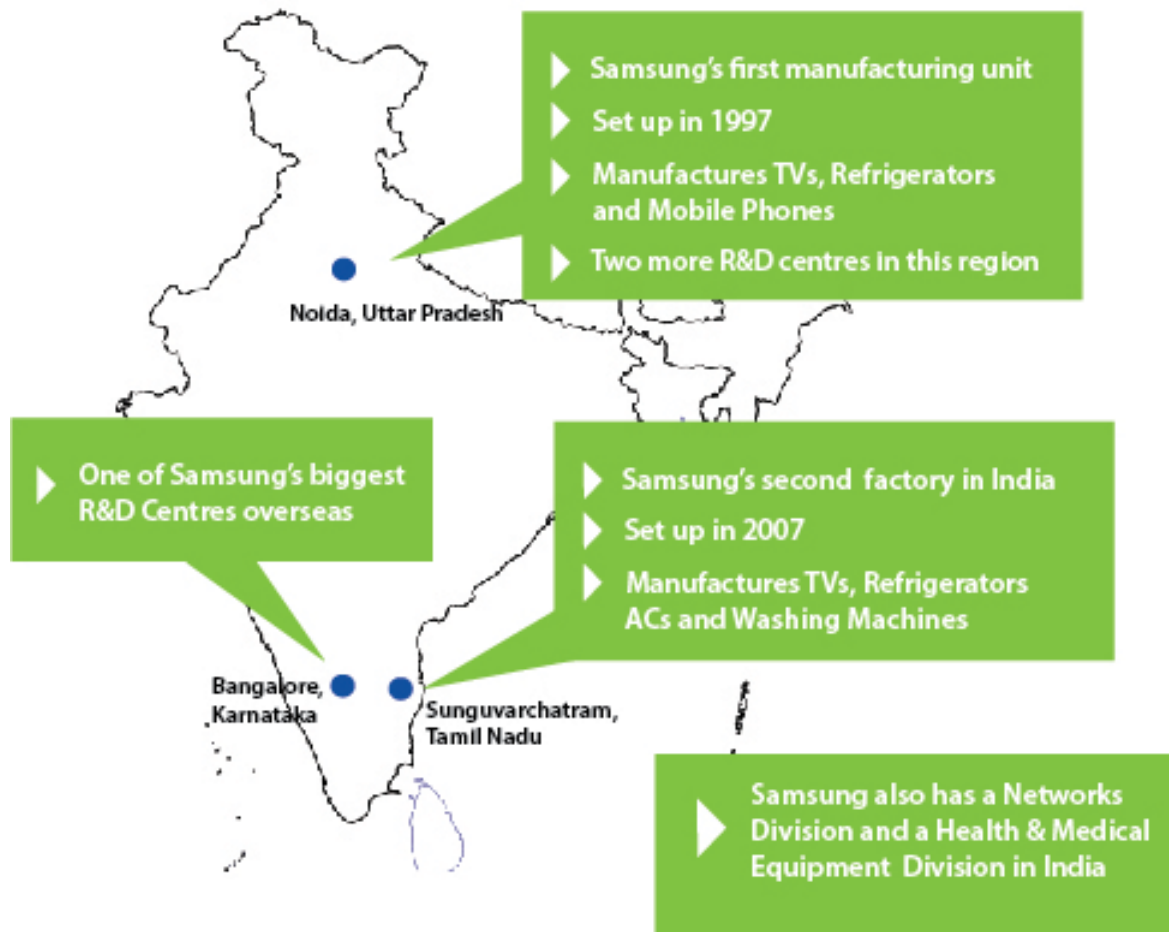 Samsung's first manufacturing unit
Set up in 1997
Manufactures TVs, Refrigerators
and Mobile Phones
Two more R&D centres in this region
Noida, Uttar Pradesh
One of Samsung's biggest
R&D Centres overseas
Samsung's second factory in India
Set up in 2007
Manufactures TVs, Refrigerators
ACs and Washing Machines
Bangalore,
Karnataka
Sunguvarchatram,
Tamil Nadu
Samsung also has a Networks
Division and a Health & Medical
Equipment Division in India